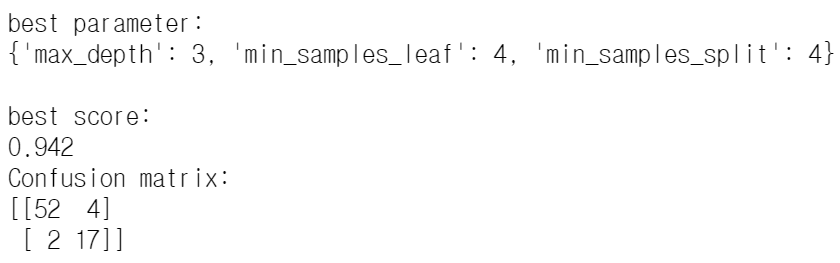 best parameter:
{'max_depth': 3, 'min_samples_leaf': 4, 'min_samples_split': 4}
best score:
0.942
Confusion matrix:
[[52  4]
 [ 2 17]]